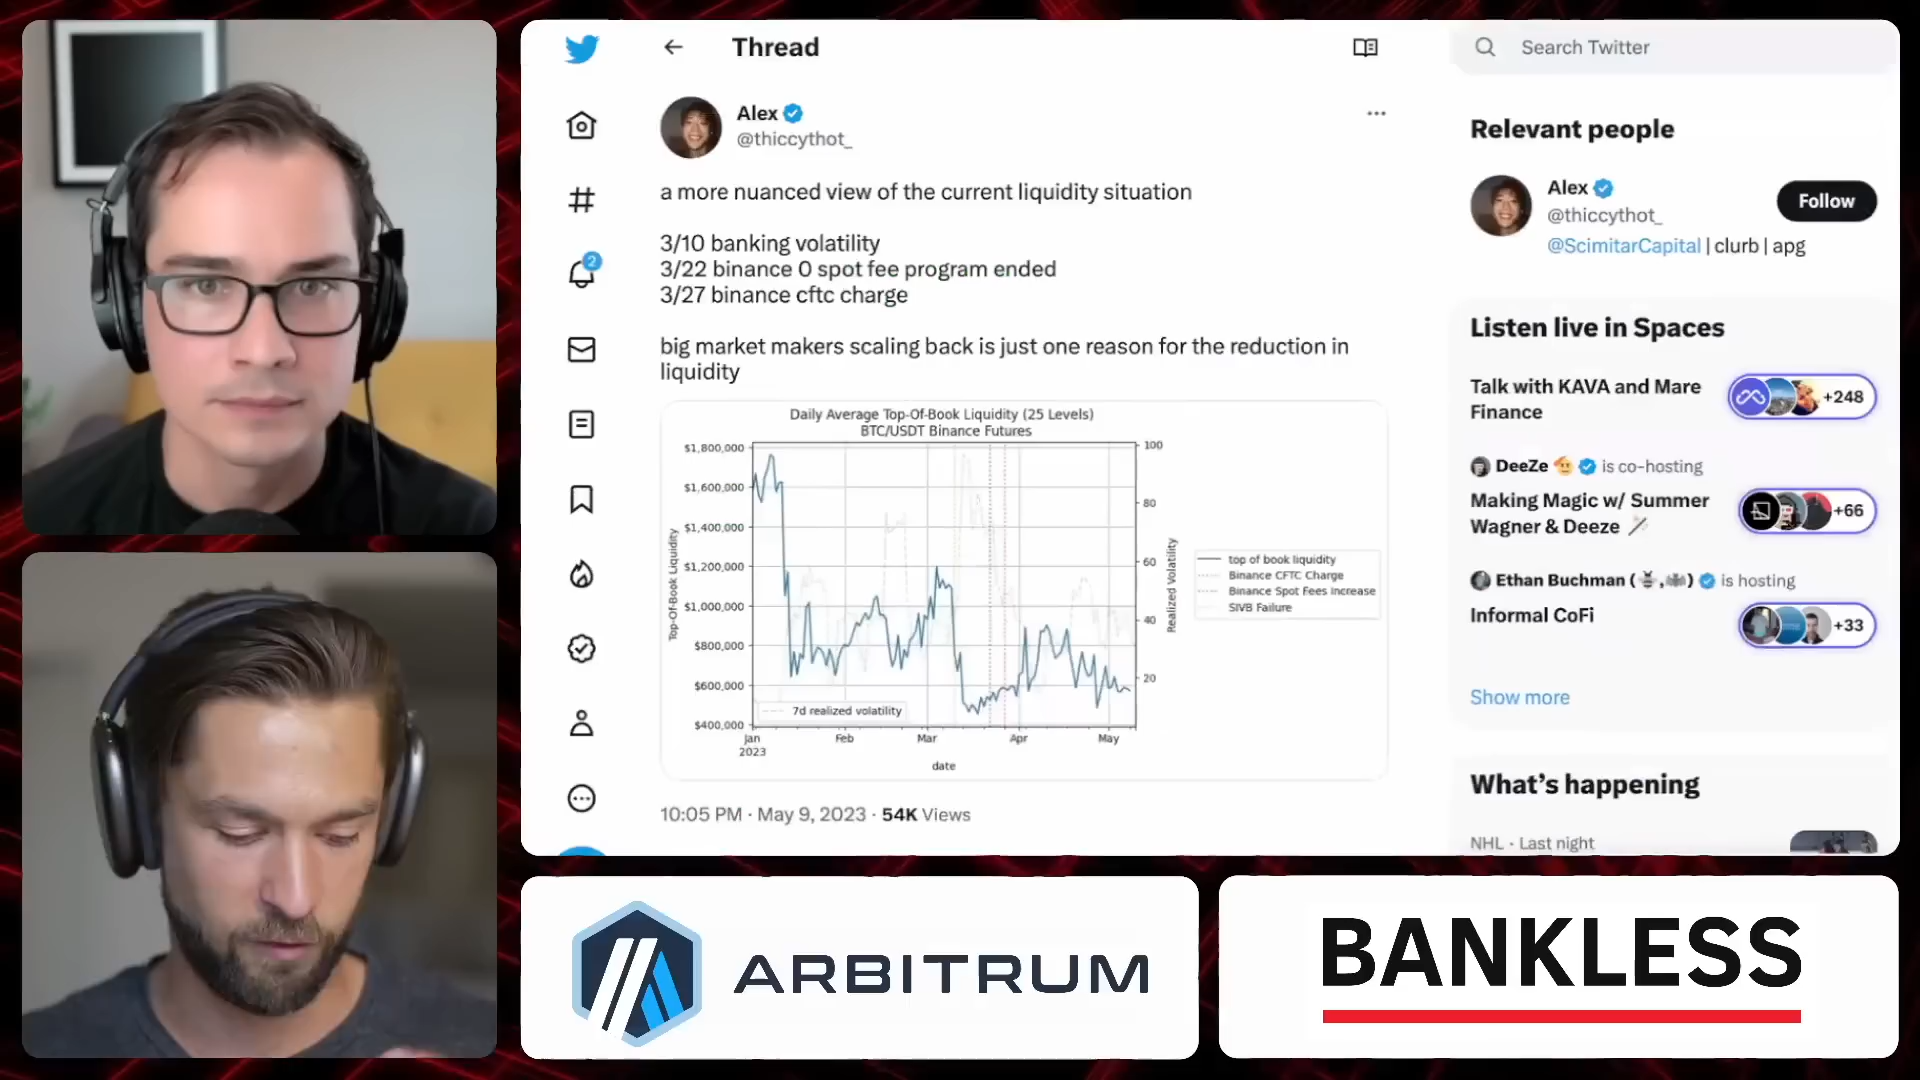 Thread
Search Twitter
Alex
@thiccythot_
a more nuanced view of the current liquidity situation
3/10 banking volatility
3/22 binance 0 spot fee program ended
3/27 binance cftc charge
big market makers scaling back is just one reason for the reduction in
liquidity
Daily Average Top-Of-Book Liquidity (25 Levels)
BTC/USDT Binance Futures
$1,800,000
$1,600,000
$1,400,000
$1,200,000
$1,000,000
$800,000
$600,000
$400,000
Top-Of-Book Liquidity
100
80
60
40
20
Realized Volatility
7d realized volatility
Jan
2023
Feb
Mar
Apr
May
date
top of book liquidity
Binance CFTC Charge
Binance Spot Fees Increase
SIVB Failure
10:05 PM · May 9, 2023 · 54K Views
2
Relevant people
Alex
@thiccythot_
Follow
@ScimitarCapital | clurb | apg
Listen live in Spaces
Talk with KAVA and Mare
Finance
+248
DeeZe is co-hosting
Making Magic w/ Summer
Wagner & Deeze
+66
Ethan Buchman ( , ) is hosting
Informal CoFi
+33
Show more
What's happening
NHL · Last night
ARBITRUM
BANKLESS